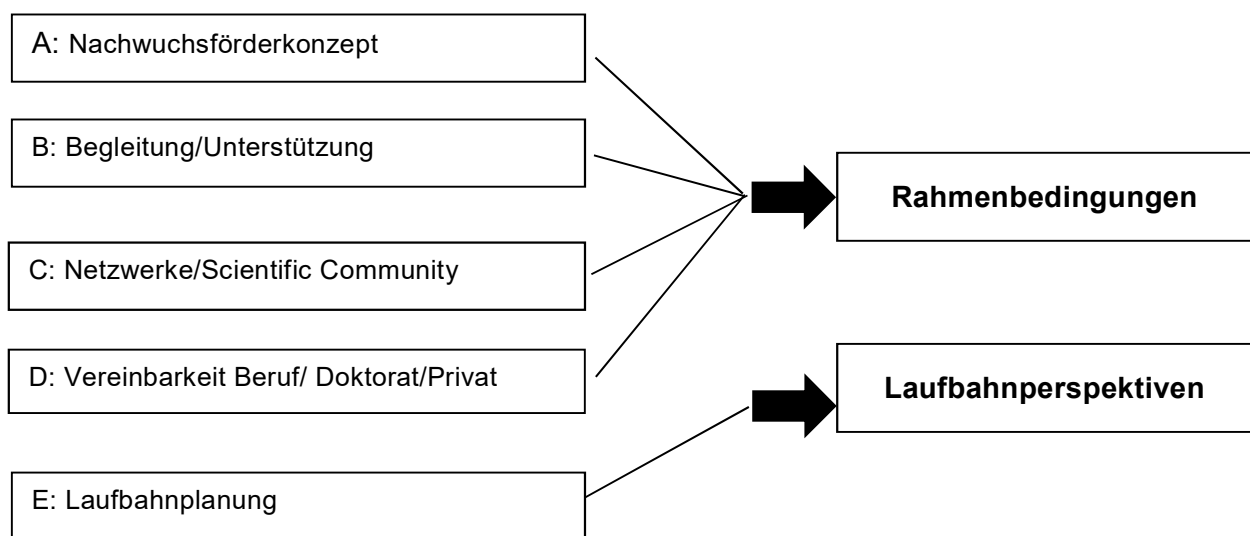 A: Nachwuchsförderkonzept
B: Begleitung/Unterstützung
C: Netzwerke/Scientific Community
D: Vereinbarkeit Beruf/ Doktorat/Privat
E: Laufbahnplanung
Rahmenbedingungen
Laufbahnperspektiven